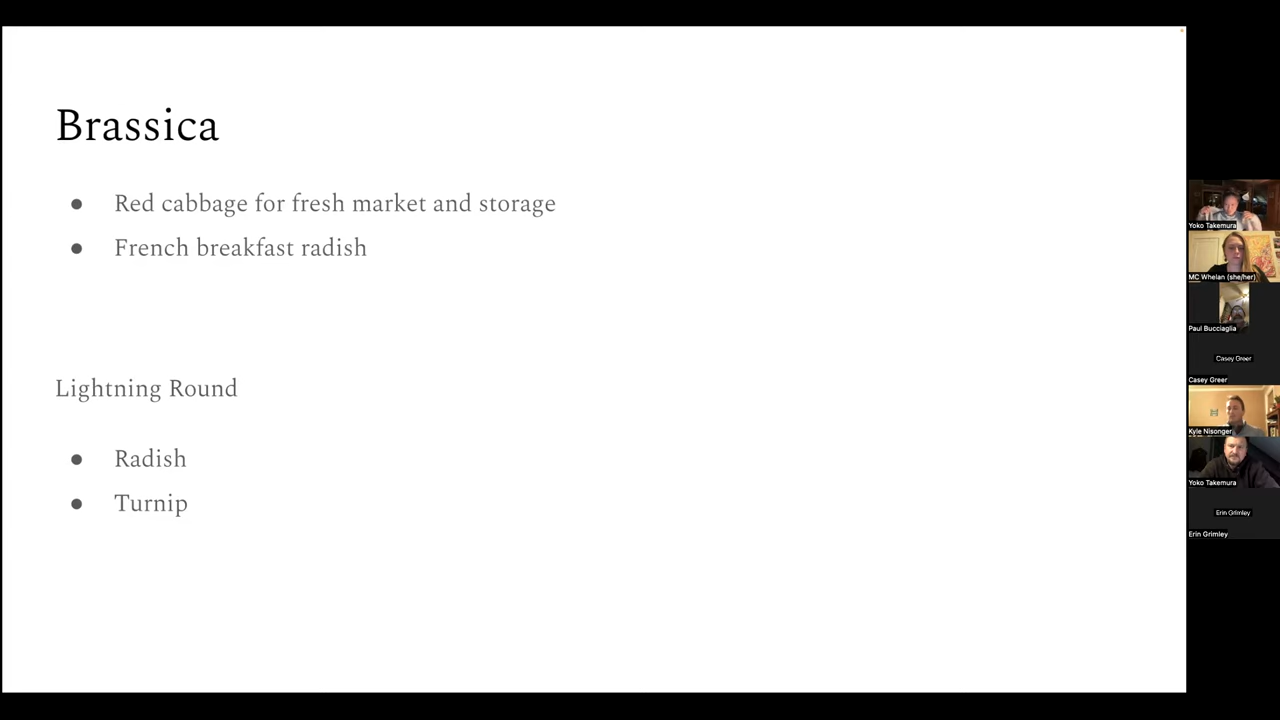 Brassica
● Red cabbage for fresh market and storage
● French breakfast radish
Lightning Round
● Radish
● Turnip
Yoko Takemura
MC Whelan (she/her)
Paul Bucciaglia
Casey Greer
Casey Greer
Kyle Nisonger
Yoko Takemura
Erin Grimley
Erin Grimley